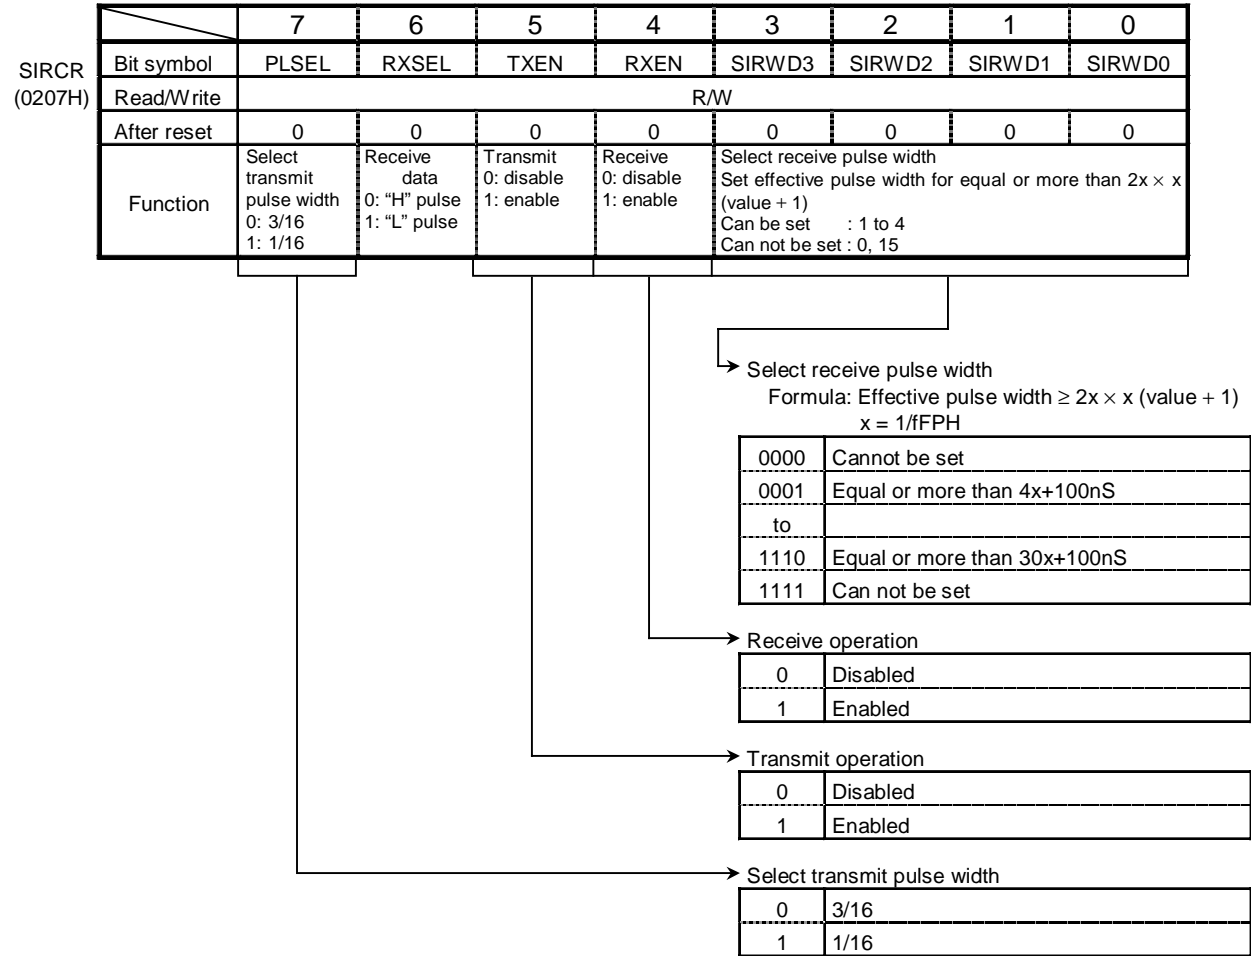 7 6 5 4 3 2 1 0
SIRCR
(0207H)
Bit symbol PLSEL RXSEL TXEN RXEN SIRWD3 SIRWD2 SIRWD1 SIRWD0
Read/Write R/W
After reset 0 0 0 0 0 0 0 0
Function
Select
transmit
pulse width
0: 3/16
1: 1/16
Receive
data
0: “H” pulse
1: “L” pulse
Transmit
0: disable
1: enable
Receive
0: disable
1: enable
Select receive pulse width
Set effective pulse width for equal or more than 2x × x
(value + 1)
Can be set : 1 to 4
Can not be set : 0, 15
Select receive pulse width
Formula: Effective pulse width ≥ 2x × x (value + 1)
x = 1/fFPH
0000 Cannot be set
0001 Equal or more than 4x+100nS
to
1110 Equal or more than 30x+100nS
1111 Can not be set
Receive operation
0 Disabled
1 Enabled
Transmit operation
0 Disabled
1 Enabled
Select transmit pulse width
0 3/16
1 1/16